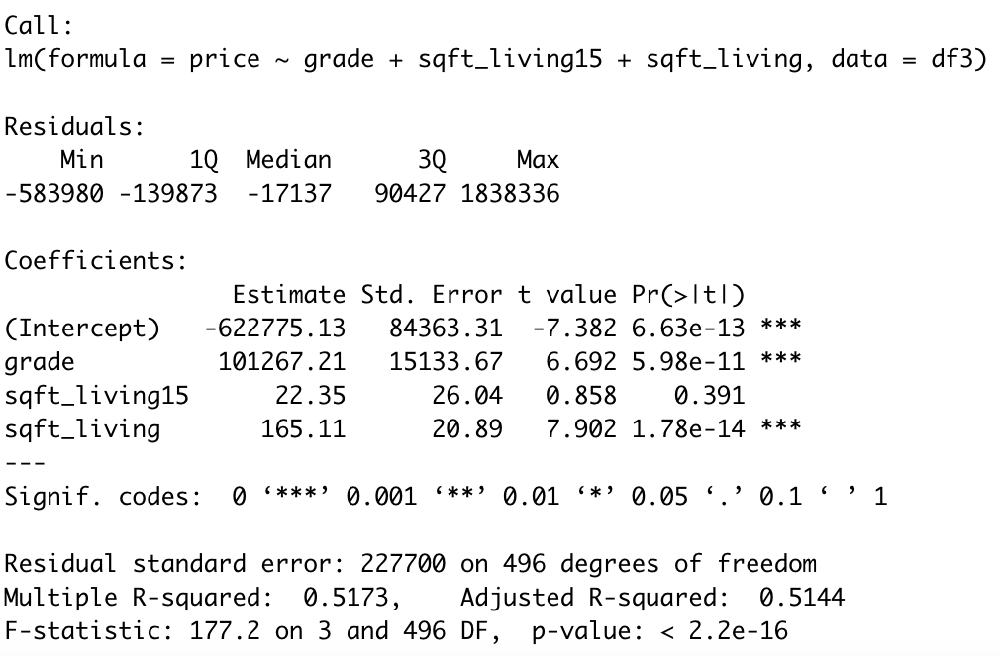 Call:
lm(formula = price ~ grade + sqft_living15 + sqft_living, data = df3)
Residuals:
Min 1Q Median 3Q Max
-583980 -139873 -17137 90427 1838336
Coefficients:
Estimate Std. Error t value Pr(>|t|)
(Intercept) -622775.13 84363.31 -7.382 6.63e-13 ***
grade 101267.21 15133.67 6.692 5.98e-11 ***
sqft_living15 22.35 26.04 0.858 0.391
sqft_living 165.11 20.89 7.902 1.78e-14 ***
---
Signif. codes: 0 ‘***’ 0.001 ‘**’ 0.01 ‘*’ 0.05 ‘.’ 0.1 ‘ ’ 1
Residual standard error: 227700 on 496 degrees of freedom
Multiple R-squared: 0.5173, Adjusted R-squared: 0.5144
F-statistic: 177.2 on 3 and 496 DF, p-value: < 2.2e-16